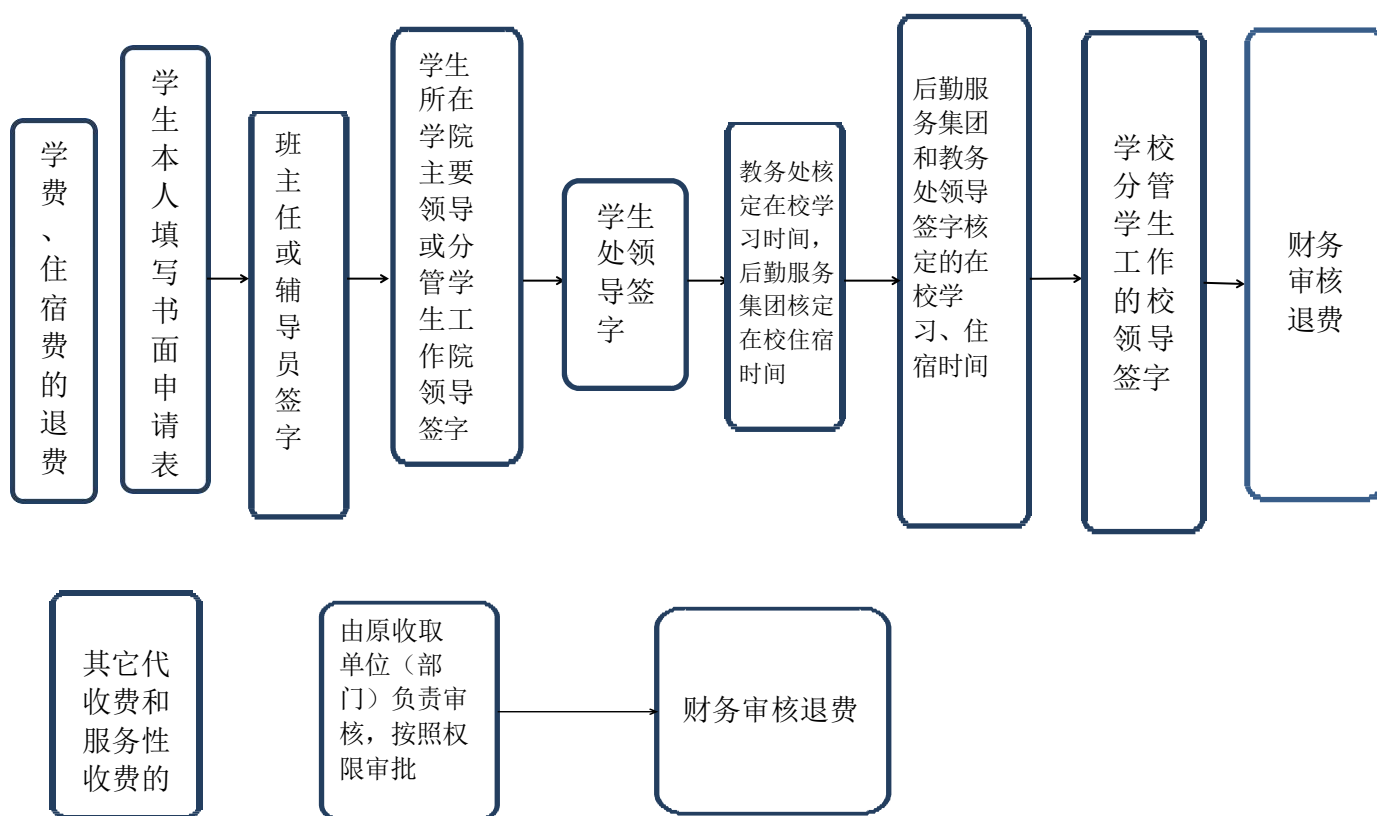 学
费
、
住
宿
费
的
退
费
学
生
本
人
填
写
书
面
申
请
表
班
主
任
或
辅
导
员
签
字
学生
所在
学院
主要
领导
或分
管学
生工
作院
领导
签字
学生
处领
导签
字
教务处核
定在校学
习时间，
后勤服务
集团核定
在校住宿
时间
后勤服
务集团
和教务
处领导
签字核
定的在
校学
习、住
宿时间
学校
分管
学生
工作
的校
领导
签字
财务
审核
退费
其它代
收费和
服务性
收费的
由原收取
单位（部
门）负责审
核，按照权
限审批
财务审核退费